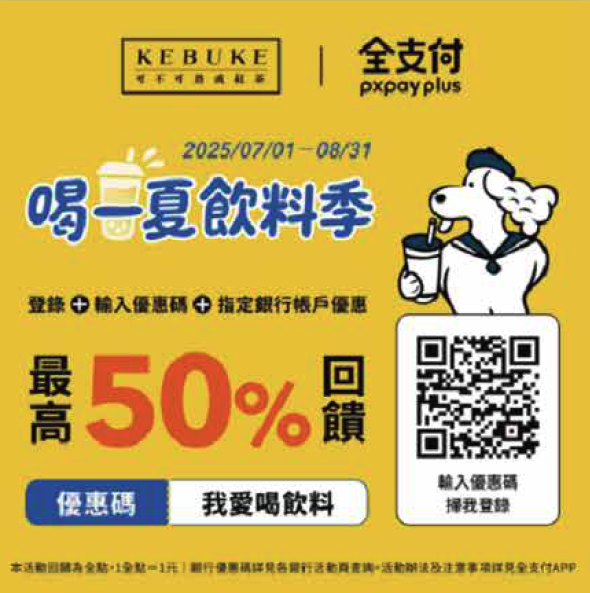 KEBUKE
可不可熟成紅茶
全支付
pxpay plus
2025/07/01－08/31
喝一夏飲料季
登錄＋輸入優惠碼＋指定銀行帳戶優惠
最高50%回饋
優惠碼 我愛喝飲料
輸入優惠碼
掃我登錄
本活動回饋為全點，1全點＝1元｜銀行優惠碼詳見各銀行活動頁查詢。活動辦法及注意事項詳見全支付APP